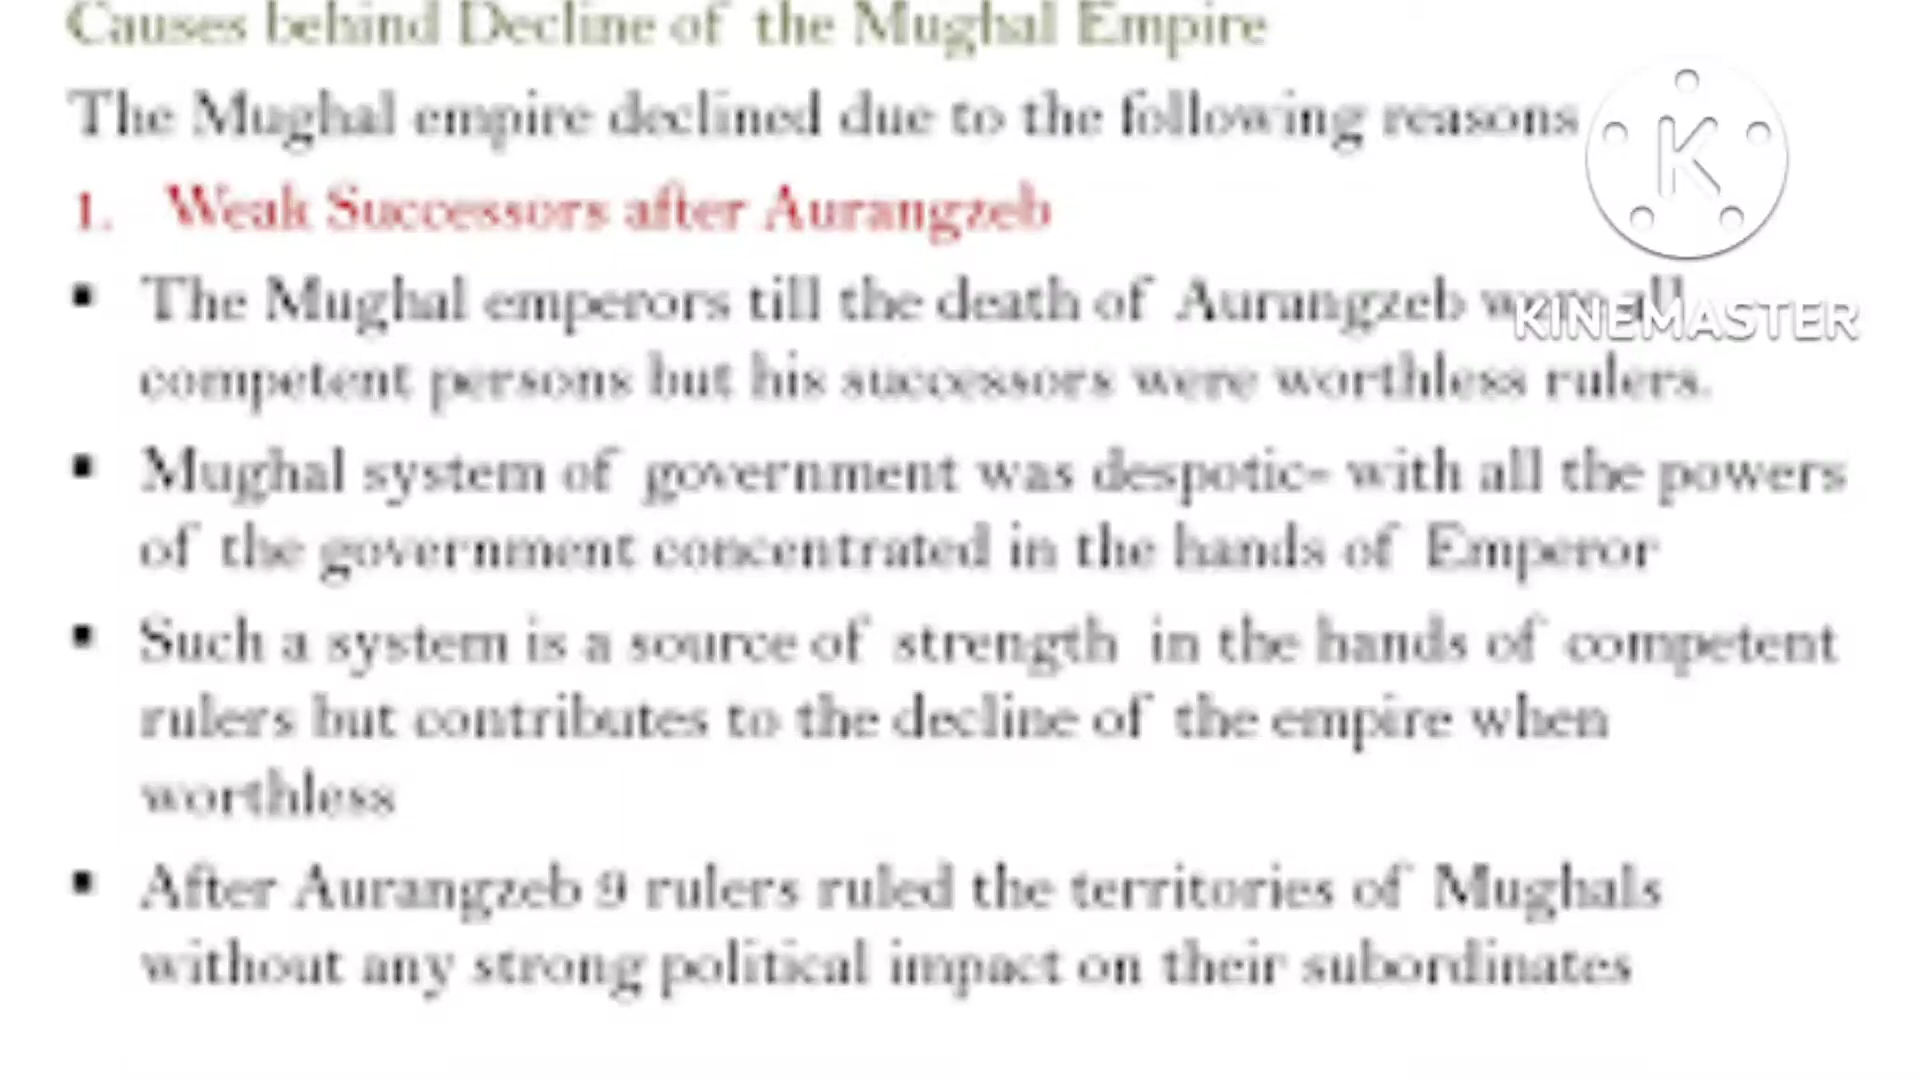 Causes behind Decline of the Mughal Empire
The Mughal empire declined due to the following reasons
1. Weak Successors after Aurangzeb
▪ The Mughal emperors till the death of Aurangzeb were all
competent persons but his successors were worthless rulers.
▪ Mughal system of government was despotic- with all the powers
of the government concentrated in the hands of Emperor
▪ Such a system is a source of strength in the hands of competent
rulers but contributes to the decline of the empire when
worthless
▪ After Aurangzeb 9 rulers ruled the territories of Mughals
without any strong political impact on their subordinates
K
KINEMASTER